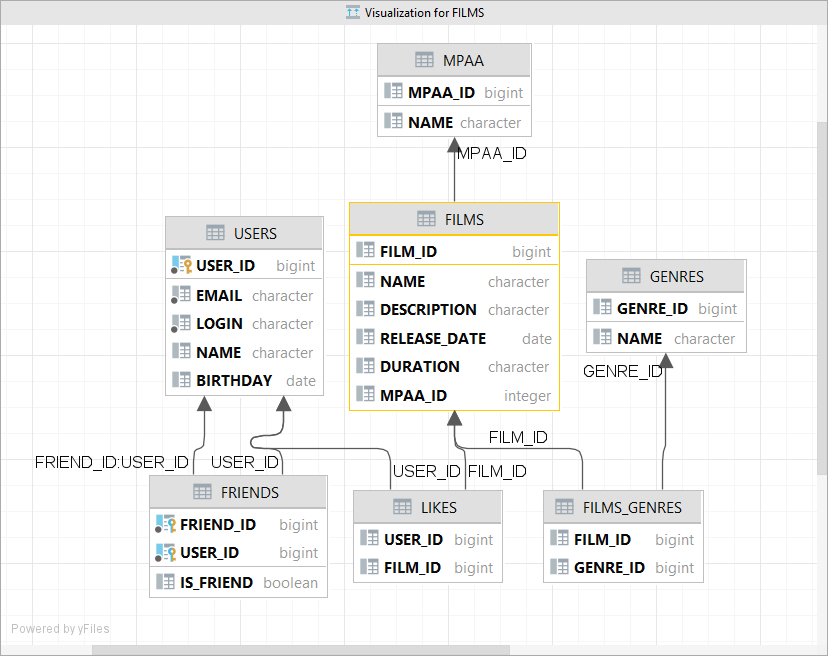 Visualization for FILMS
MPAA
MPAA_ID bigint
NAME character
MPAA_ID
USERS
USER_ID bigint
EMAIL character
LOGIN character
NAME character
BIRTHDAY date
FILMS
FILM_ID bigint
NAME character
DESCRIPTION character
RELEASE_DATE date
DURATION character
MPAA_ID integer
GENRES
GENRE_ID bigint
NAME character
GENRE_ID
FILM_ID
FRIEND_ID:USER_ID
USER_ID
USER_ID
FILM_ID
FRIENDS
FRIEND_ID bigint
USER_ID bigint
IS_FRIEND boolean
LIKES
USER_ID bigint
FILM_ID bigint
FILMS_GENRES
FILM_ID bigint
GENRE_ID bigint
Powered by yFiles